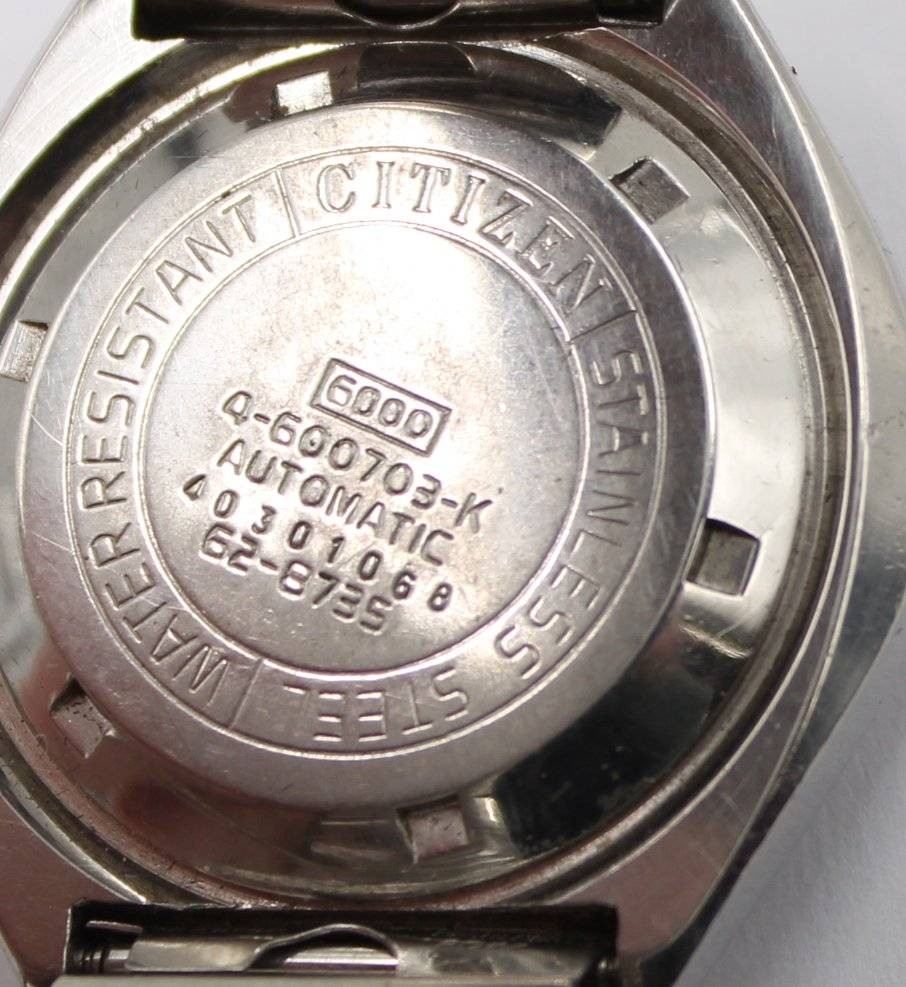 CITIZEN
STAINLESS STEEL
WATER RESISTANT
6000
4-600703-K
AUTOMATIC
40301068
62-8735